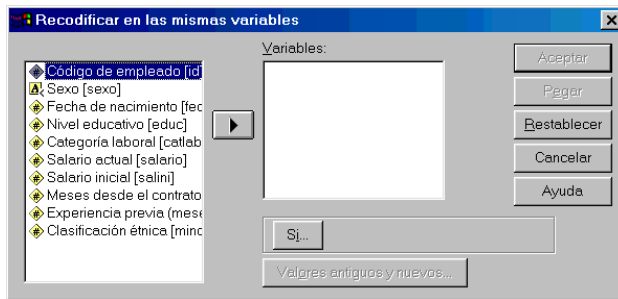 Recodificar en las mismas variables
Código de empleado [id]
Sexo [sexo]
Fecha de nacimiento [fec
Nivel educativo [educ]
Categoría laboral [catlab
Salario actual [salario]
Salario inicial [salini]
Meses desde el contrato
Experiencia previa (mese
Clasificación étnica [minc
Variables:
Sj...
Valores antiguos y nuevos...
Aceptar
Pegar
Restablecer
Cancelar
Ayuda